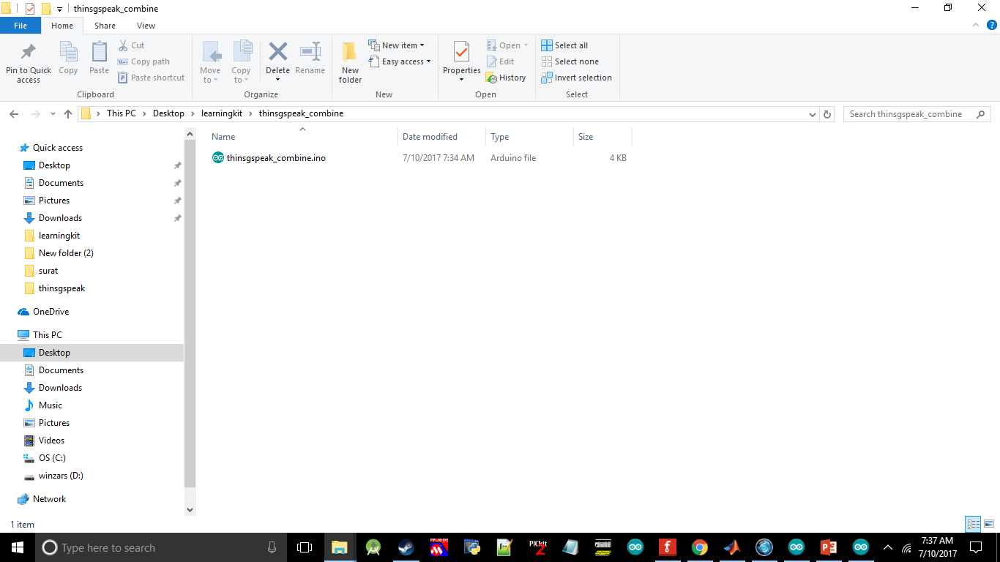 thinsgspeak_combine
File Home Share View
Pin to Quick access
Copy
Paste
Cut
Copy path
Paste shortcut
Clipboard
Move to
Copy to
Delete
Rename
Organize
New folder
New item
Easy access
New
Properties
Open
Edit
History
Open
Select all
Select none
Invert selection
Select
This PC Desktop learningkit thinsgspeak_combine
Search thinsgspeak_combine
Quick access
Desktop
Documents
Pictures
Downloads
learningkit
New folder (2)
surat
thinsgspeak
OneDrive
This PC
Desktop
Documents
Downloads
Music
Pictures
Videos
OS (C:)
winzars (D:)
Network
Name Date modified Type Size
thinsgspeak_combine.ino 7/10/2017 7:34 AM Arduino file 4 KB
1 item
Type here to search
PICkit
2
7:37 AM
7/10/2017